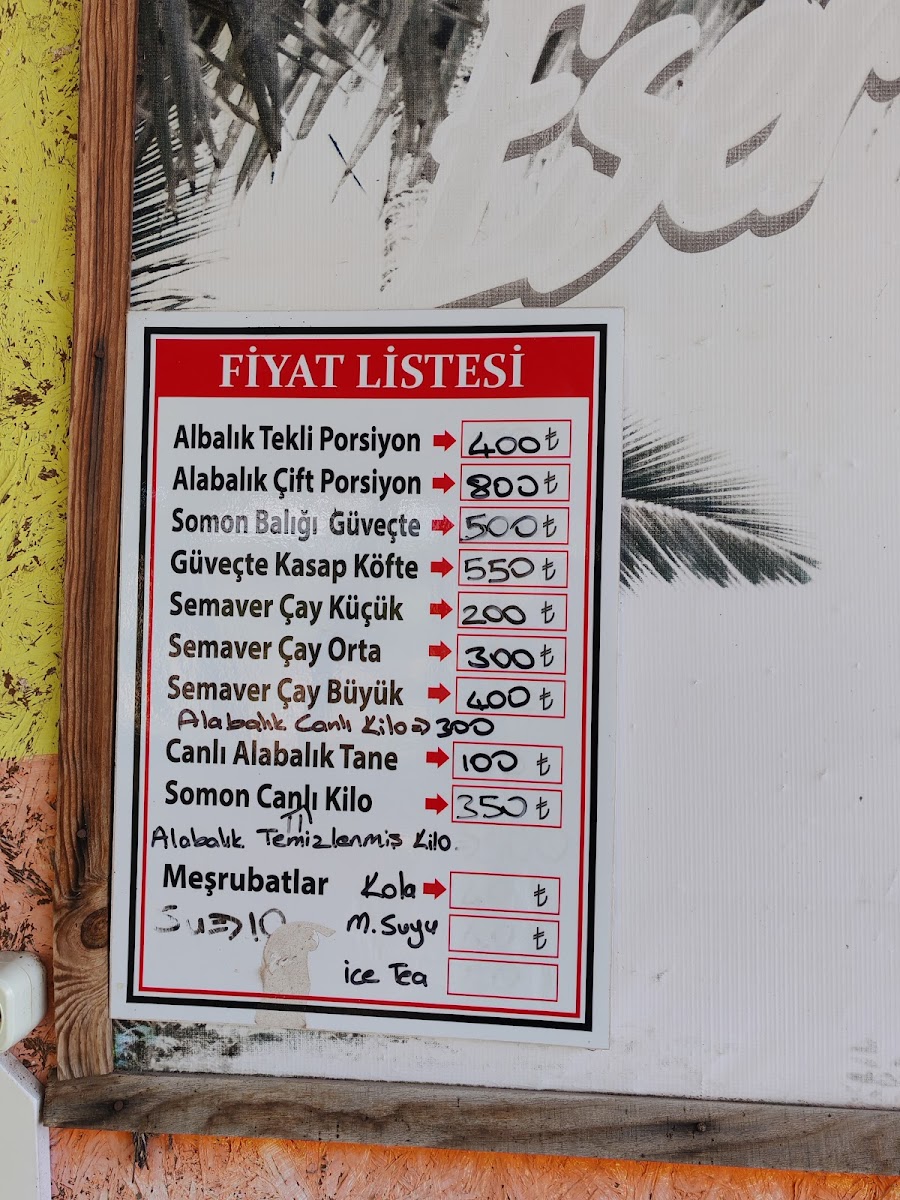 FİYAT LİSTESİ
Albalık Tekli Porsiyon 400 ₺
Alabalık Çift Porsiyon 800 ₺
Somon Balığı Güveçte 500 ₺
Güveçte Kasap Köfte 550 ₺
Semaver Çay Küçük 200 ₺
Semaver Çay Orta 300 ₺
Semaver Çay Büyük 400 ₺
Alabalık Canlı Kilo ⇒ 300
Canlı Alabalık Tane 100 ₺
Somon Canlı Kilo 350 ₺
Alabalık Temizlenmiş Kilo.
Meşrubatlar Kola ₺
Su ⇒ 10 M. Suyu ₺
ice Tea